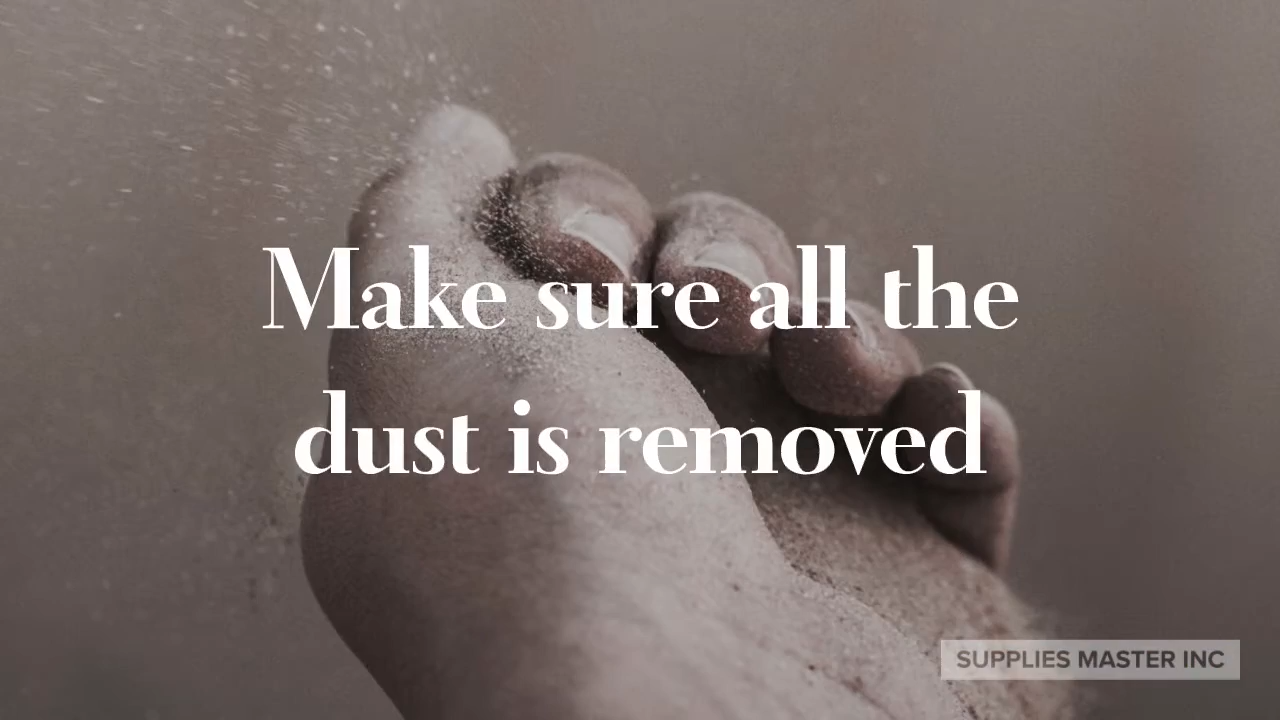 Make sure all the
dust is removed
SUPPLIES MASTER INC